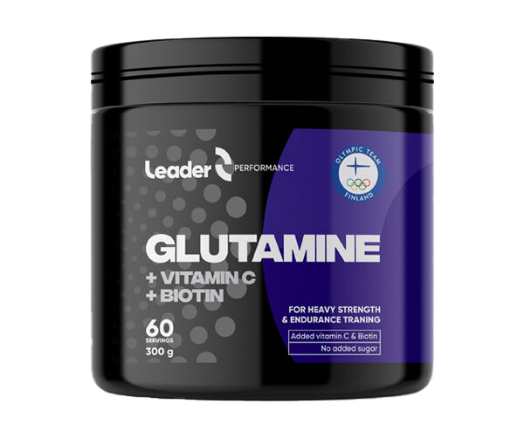 Leader PERFORMANCE
OLYMPIC TEAM
FINLAND
GLUTAMINE
+ VITAMIN C
+ BIOTIN
FOR HEAVY STRENGTH
& ENDURANCE TRANING
Added vitamin C & Biotin
No added sugar
60
SERVINGS
300 g